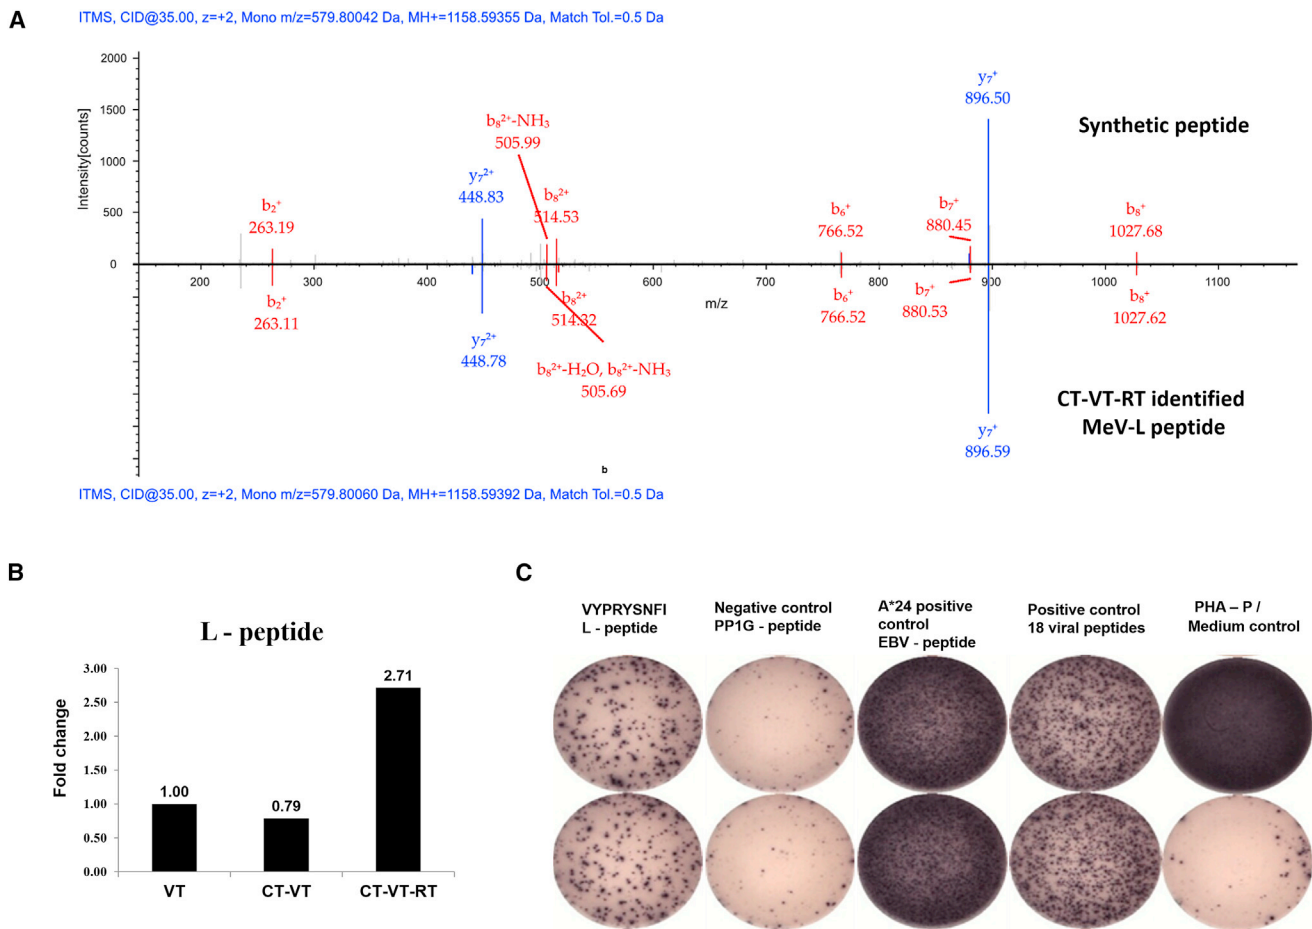 A
ITMS, CID@35.00, z=+2, Mono m/z=579.80042 Da, MH+=1158.59355 Da, Match Tol.=0.5 Da
2000
1500
1000
500
0
Intensity[counts]
b₂⁺
263.19
y₇²⁺
448.83
b₈²⁺-NH₃
505.99
b₈²⁺
514.53
b₆⁺
766.52
b₇⁺
880.45
y₇⁺
896.50
b₈⁺
1027.68
Synthetic peptide
200
300
400
500
600
700
800
900
1000
1100
m/z
b₂⁺
263.11
y₇²⁺
448.78
b₈²⁺
514.32
b₈²⁺-H₂O, b₈²⁺-NH₃
505.69
b₆⁺
766.52
b₇⁺
880.53
y₇⁺
896.59
b₈⁺
1027.62
CT-VT-RT identified
MeV-L peptide
b
ITMS, CID@35.00, z=+2, Mono m/z=579.80060 Da, MH+=1158.59392 Da, Match Tol.=0.5 Da
B
L - peptide
Fold change
3.00
2.50
2.00
1.50
1.00
0.50
0.00
1.00
0.79
2.71
VT
CT-VT
CT-VT-RT
C
VYPRYSNFI
L - peptide
Negative control
PP1G - peptide
A*24 positive
control
EBV - peptide
Positive control
18 viral peptides
PHA – P /
Medium control